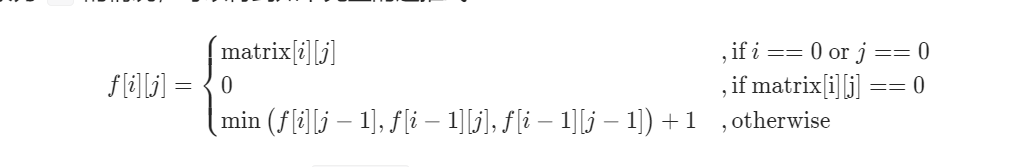 f[i][j] =
matrix[i][j] , if i == 0 or j == 0
0 , if matrix[i][j] == 0
min (f[i][j − 1], f[i − 1][j], f[i − 1][j − 1]) + 1 , otherwise